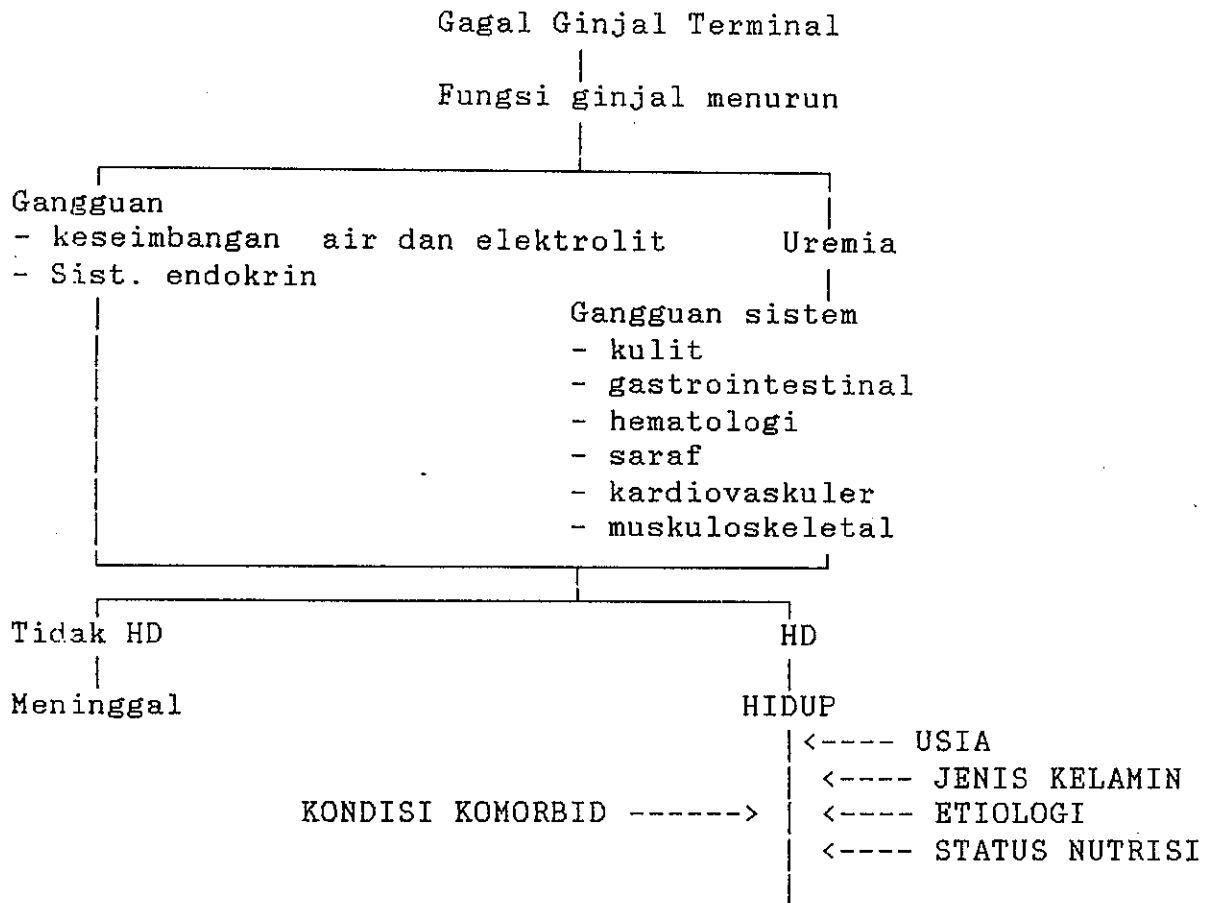 Gagal Ginjal Terminal
Fungsi ginjal menurun
Gangguan
- keseimbangan air dan elektrolit
- Sist. endokrin
Uremia
Gangguan sistem
- kulit
- gastrointestinal
- hematologi
- saraf
- kardiovaskuler
- muskuloskeletal
Tidak HD
HD
Meninggal
HIDUP
<---- USIA
<---- JENIS KELAMIN
KONDISI KOMORBID ------> <---- ETIOLOGI
<---- STATUS NUTRISI